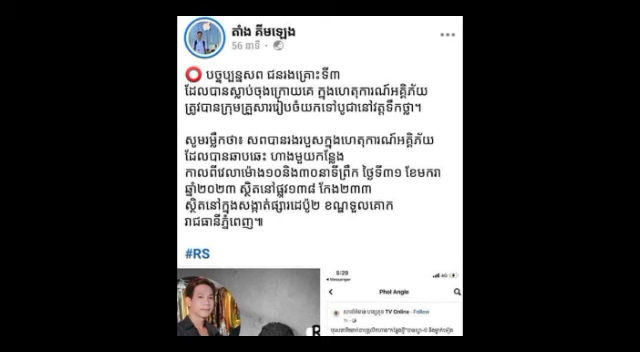 តាំង គីមឡេង
56 នាទី ·
បច្ចុប្បន្នសព ជនរងគ្រោះទី៣
ដែលបានស្លាប់ចុងក្រោយគេ ក្នុងហេតុការណ៍អគ្គិភ័យ
ត្រូវបានក្រុមគ្រួសាររៀបចំយកទៅបូជានៅវត្តទឹកថ្លា។
សូមរម្លឹកថា៖ សពបានរងរបួសក្នុងហេតុការណ៍អគ្គិភ័យ
ដែលបានឆាបឆេះ ហាងមួយកន្លែង
កាលពីវេលាម៉ោង១០និង៣០នាទីព្រឹក ថ្ងៃទី៣១ ខែមករា
ឆ្នាំ២០២៣ ស្ថិតនៅផ្លូវ១៣៨ កែង២៣៣
ស្ថិតនៅក្នុងសង្កាត់ផ្សារដេប៉ូ២ ខណ្ឌទួលគោក
រាជធានីភ្នំពេញ៕
#RS
5:29
4G
Messenger
Phal Angle
TV Online · Follow